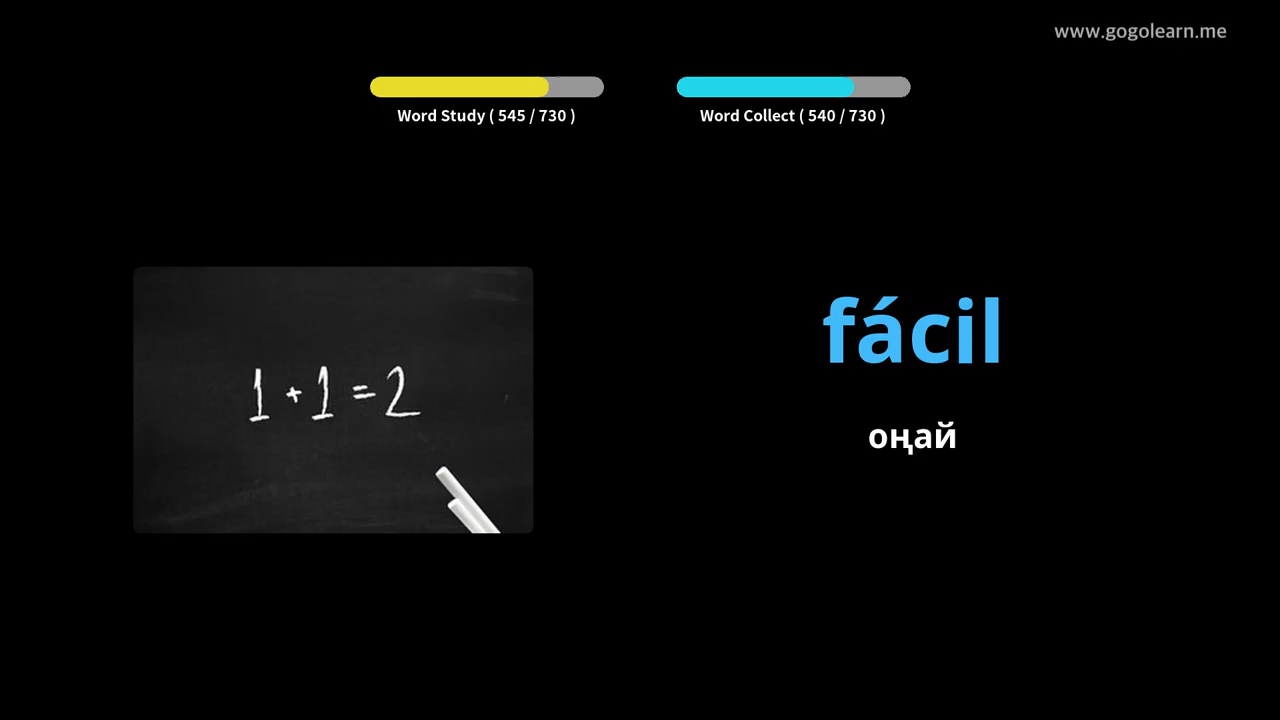 www.gogolearn.me
Word Study ( 545 / 730 )
Word Collect ( 540 / 730 )
1 + 1 = 2
fácil
оңай